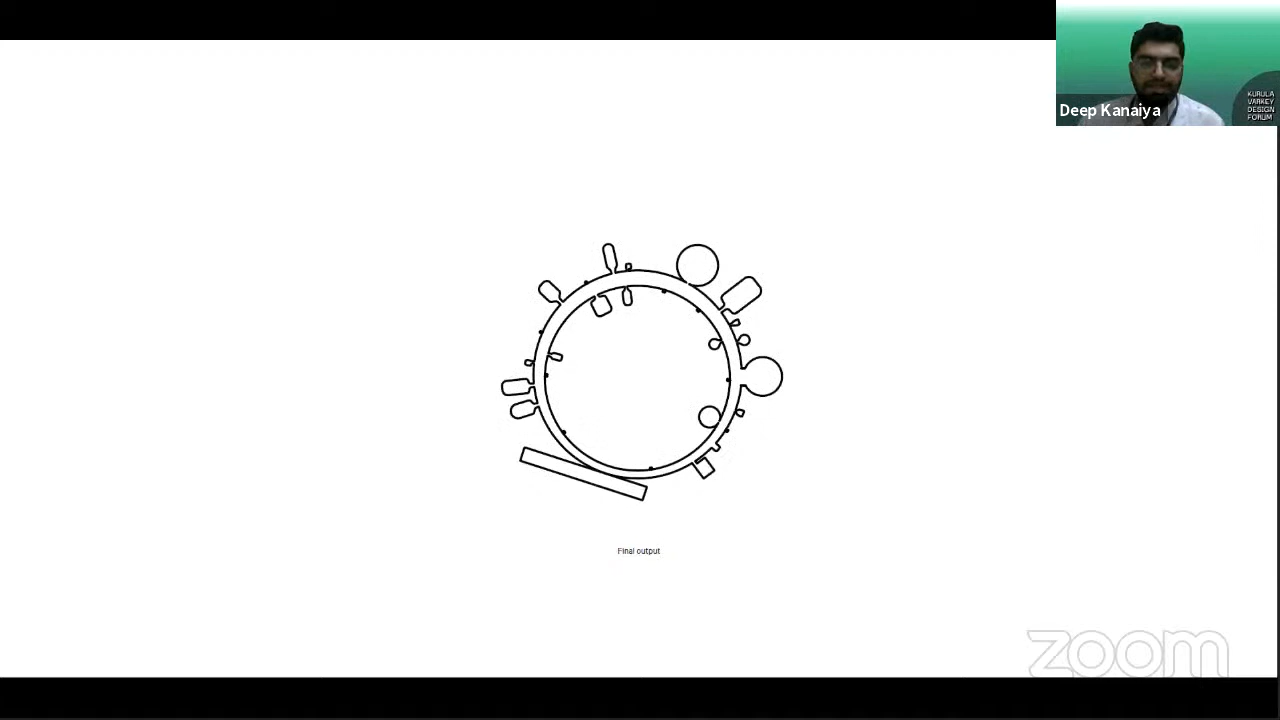 KURULA
VARKEY
DESIGN
FORUM
Deep Kanaiya
Final output
zoom